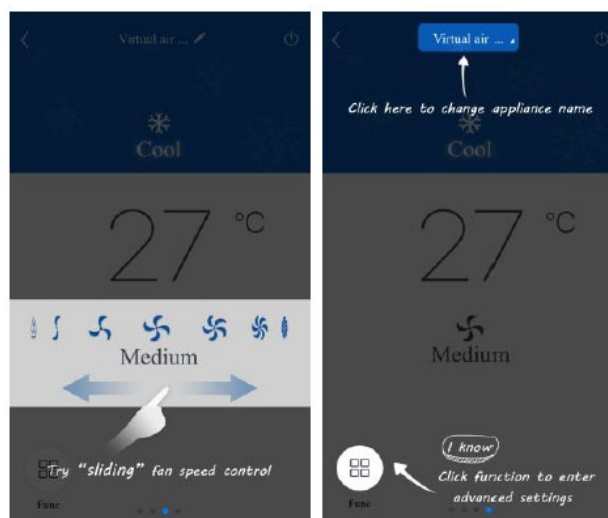 Virtual air ...
Cool
27 °C
Medium
Try "sliding" fan speed control
Func
Virtual air ...
Click here to change appliance name
Cool
27 °C
Medium
I know
Click function to enter
advanced settings
Func